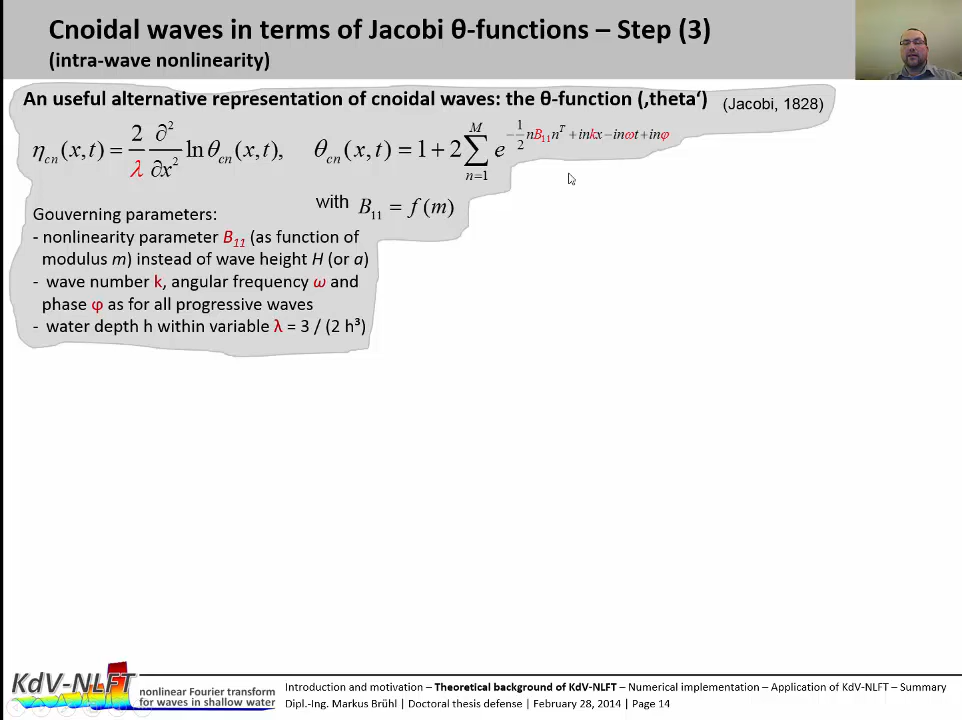 Cnoidal waves in terms of Jacobi θ-functions – Step (3)
(intra-wave nonlinearity)
An useful alternative representation of cnoidal waves: the θ-function (‚theta‘) (Jacobi, 1828)
η_cn (x,t) = 2/λ ∂²/∂x² ln θ_cn (x,t), θ_cn (x,t) = 1 + 2 ∑_{n=1}^{M} e^{-1/2 nB_11n^T + inkx − inωt + inφ}
with B_11 = f(m)
Gouverning parameters:
- nonlinearity parameter B_11 (as function of
modulus m) instead of wave height H (or a)
- wave number k, angular frequency ω and
phase φ as for all progressive waves
- water depth h within variable λ = 3 / (2 h³)
KdV-NLFT nonlinear Fourier transform
for waves in shallow water
Introduction and motivation – Theoretical background of KdV-NLFT – Numerical implementation – Application of KdV-NLFT – Summary
Dipl.-Ing. Markus Brühl | Doctoral thesis defense | February 28, 2014 | Page 14